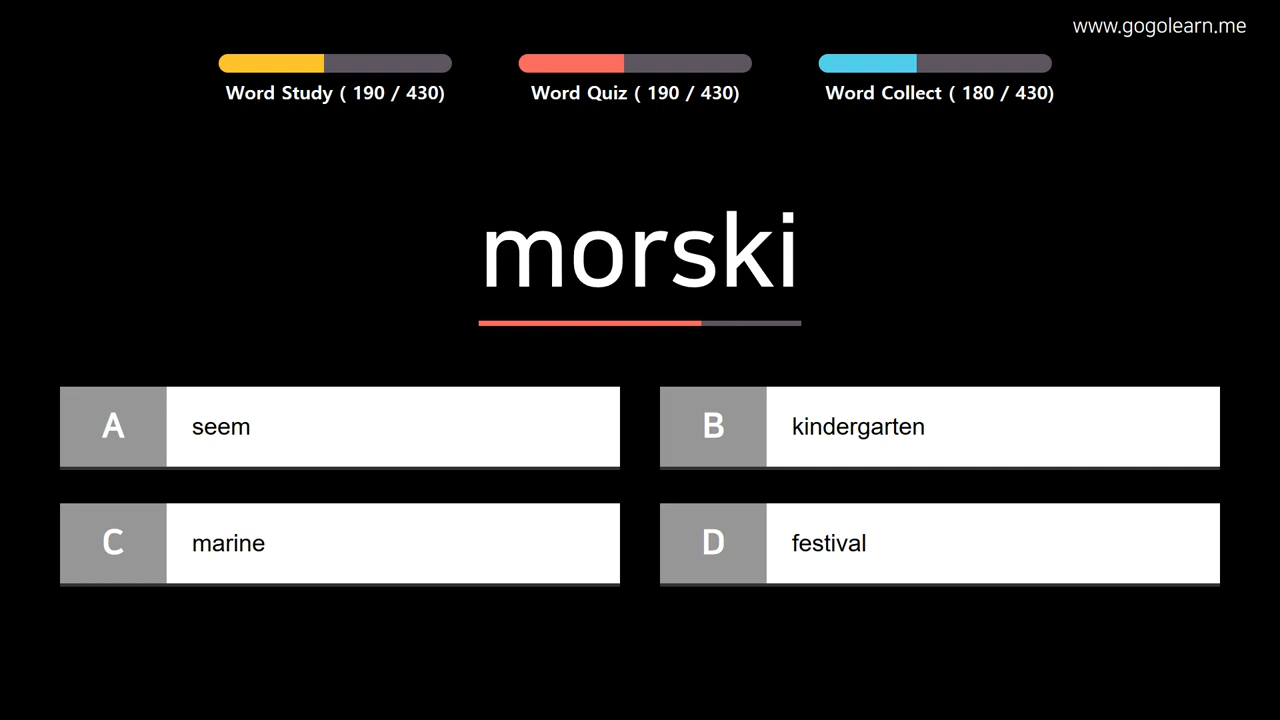 www.gogolearn.me
Word Study ( 190 / 430)
Word Quiz ( 190 / 430)
Word Collect ( 180 / 430)
morski
A seem
B kindergarten
C marine
D festival